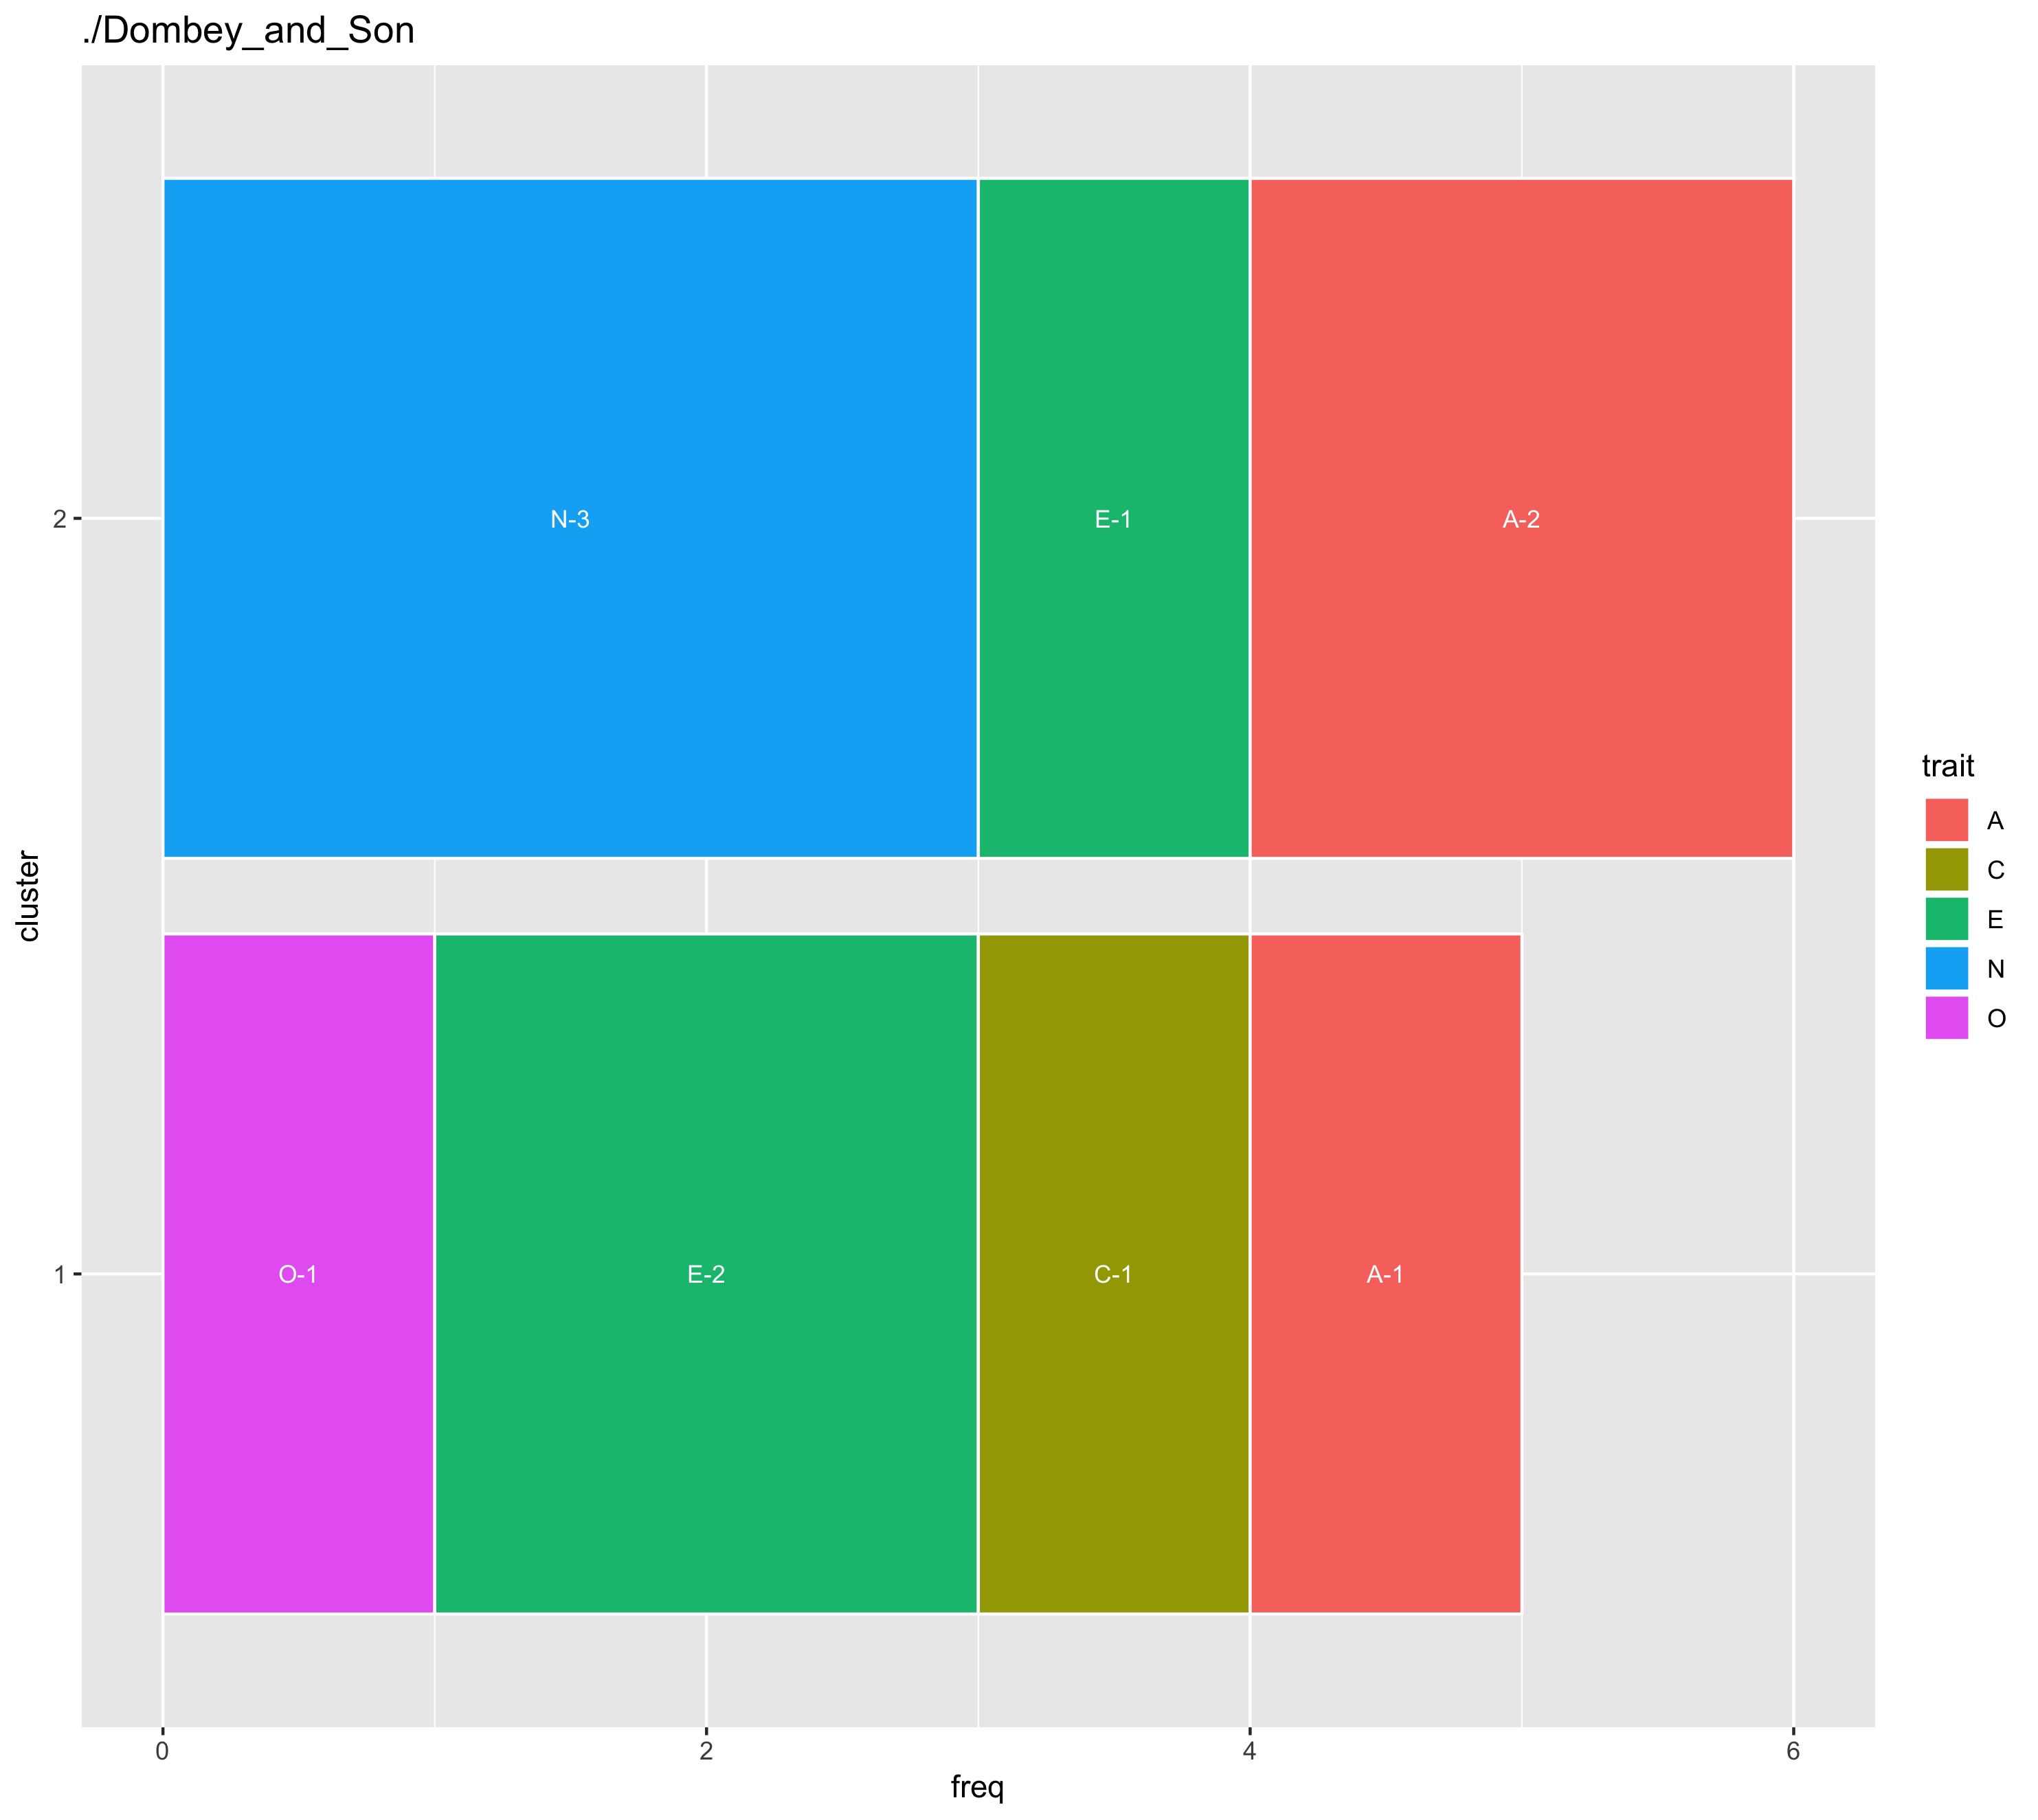 ./Dombey_and_Son
cluster
2
N-3 E-1 A-2
1
O-1 E-2 C-1 A-1
0 2 4 6
freq
trait
A
C
E
N
O